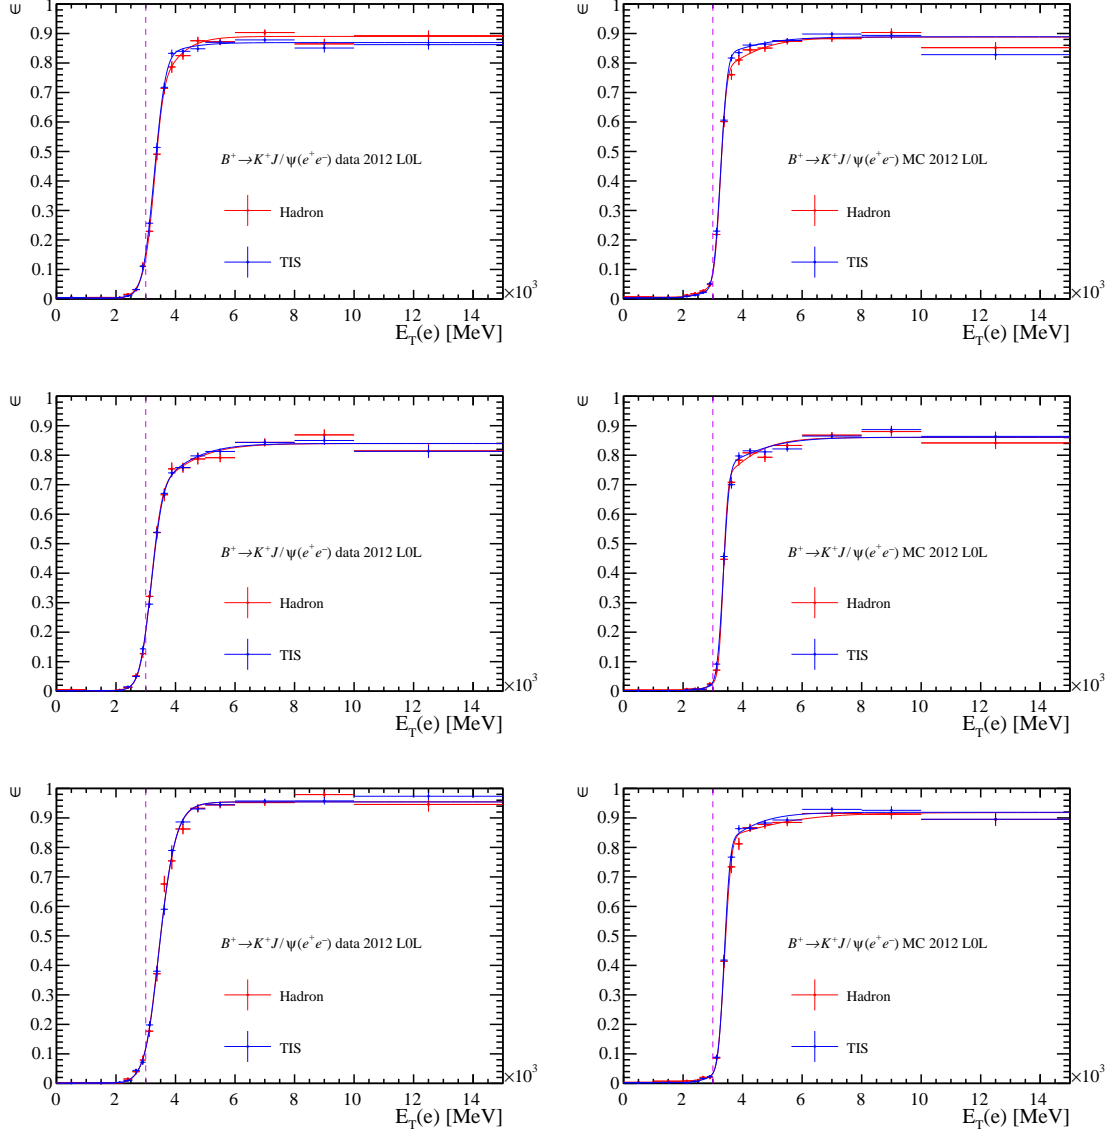 ∈
1
0.9
0.8
0.7
0.6
0.5
0.4
0.3
0.2
0.1
0
B⁺→K⁺J/ψ(e⁺e⁻) data 2012 L0L
Hadron
TIS
0 2 4 6 8 10 12 14
×10³
E_T(e) [MeV]
∈
1
0.9
0.8
0.7
0.6
0.5
0.4
0.3
0.2
0.1
0
B⁺→K⁺J/ψ(e⁺e⁻) MC 2012 L0L
Hadron
TIS
0 2 4 6 8 10 12 14
×10³
E_T(e) [MeV]
∈
1
0.9
0.8
0.7
0.6
0.5
0.4
0.3
0.2
0.1
0
B⁺→K⁺J/ψ(e⁺e⁻) data 2012 L0L
Hadron
TIS
0 2 4 6 8 10 12 14
×10³
E_T(e) [MeV]
∈
1
0.9
0.8
0.7
0.6
0.5
0.4
0.3
0.2
0.1
0
B⁺→K⁺J/ψ(e⁺e⁻) MC 2012 L0L
Hadron
TIS
0 2 4 6 8 10 12 14
×10³
E_T(e) [MeV]
∈
1
0.9
0.8
0.7
0.6
0.5
0.4
0.3
0.2
0.1
0
B⁺→K⁺J/ψ(e⁺e⁻) data 2012 L0L
Hadron
TIS
0 2 4 6 8 10 12 14
×10³
E_T(e) [MeV]
∈
1
0.9
0.8
0.7
0.6
0.5
0.4
0.3
0.2
0.1
0
B⁺→K⁺J/ψ(e⁺e⁻) MC 2012 L0L
Hadron
TIS
0 2 4 6 8 10 12 14
×10³
E_T(e) [MeV]